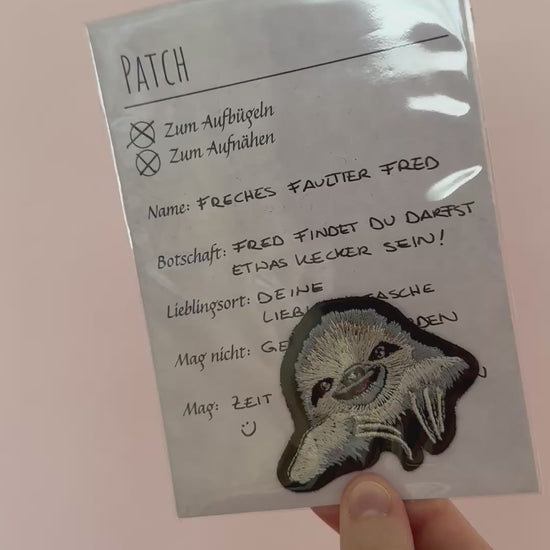 PATCH
Zum Aufbügeln
Zum Aufnähen
Name: FRECHES FAULTIER FRED
Botschaft: FRED FINDET DU DARFST
ETWAS KECKER SEIN!
Lieblingsort: DEINE
Mag nicht:
Mag: ZEIT